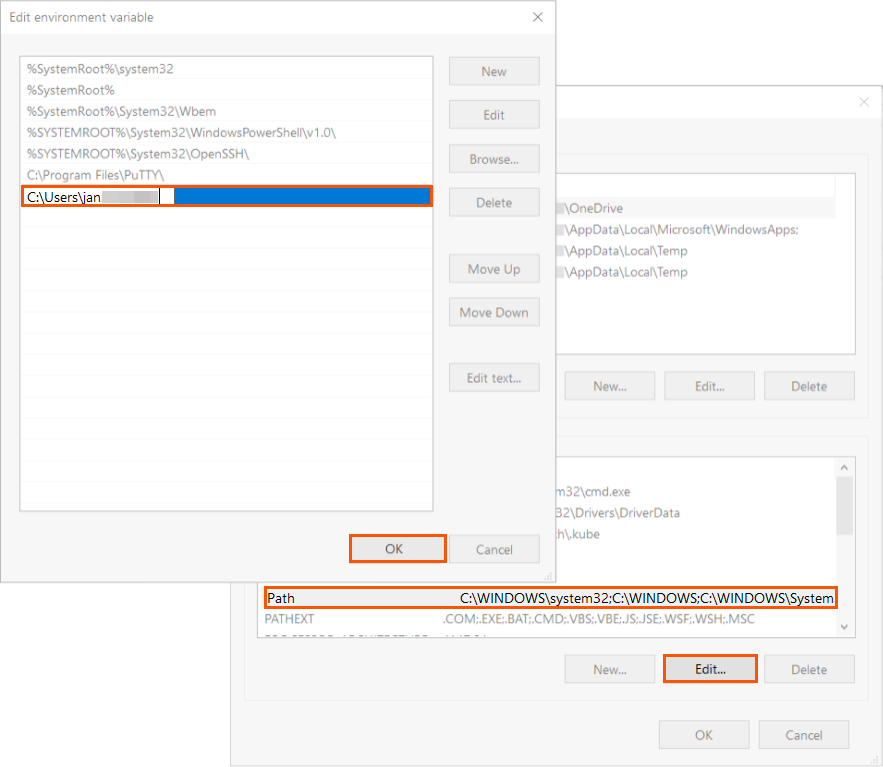 Edit environment variable
%SystemRoot%\system32
%SystemRoot%
%SystemRoot%\System32\Wbem
%SYSTEMROOT%\System32\WindowsPowerShell\v1.0\
%SYSTEMROOT%\System32\OpenSSH\
C:\Program Files\PuTTY\
C:\Users\jan
New
Edit
Browse...
Delete
Move Up
Move Down
Edit text...
OK
Cancel
\OneDrive
\AppData\Local\Microsoft\WindowsApps;
\AppData\Local\Temp
\AppData\Local\Temp
New...
Edit...
Delete
m32\cmd.exe
32\Drivers\DriverData
h\.kube
Path C:\WINDOWS\system32;C:\WINDOWS;C:\WINDOWS\System
PATHEXT .COM;.EXE;.BAT;.CMD;.VBS;.VBE;.JS;.JSE;.WSF;.WSH;.MSC
New...
Edit...
Delete
OK
Cancel